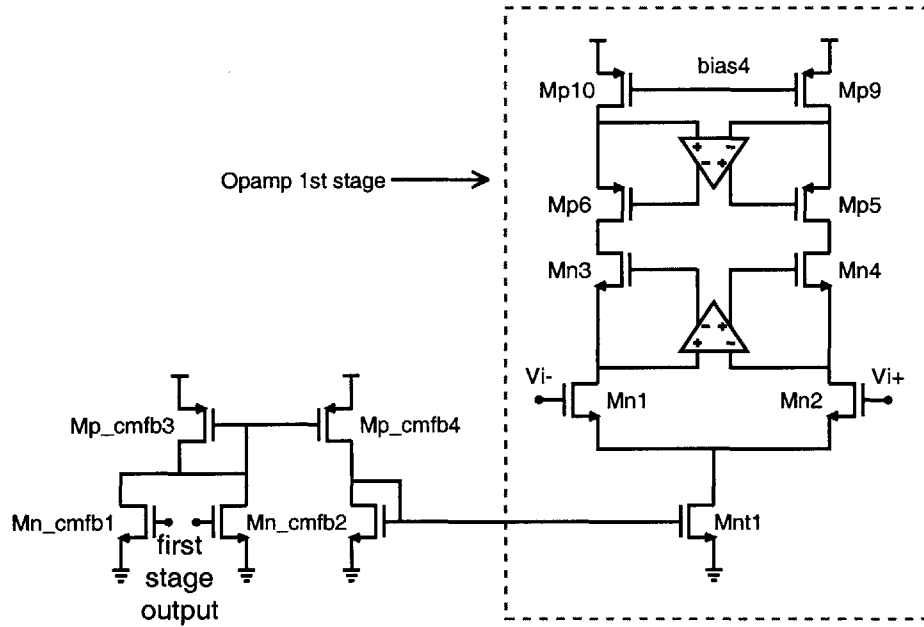 bias4
Mp10
Mp9
Opamp 1st stage
Mp6
Mp5
Mn3
Mn4
Vi-
Vi+
Mn1
Mn2
Mp_cmfb3
Mp_cmfb4
Mn_cmfb1
Mn_cmfb2
Mnt1
first
stage
output
+ -
- +
- +
+ +